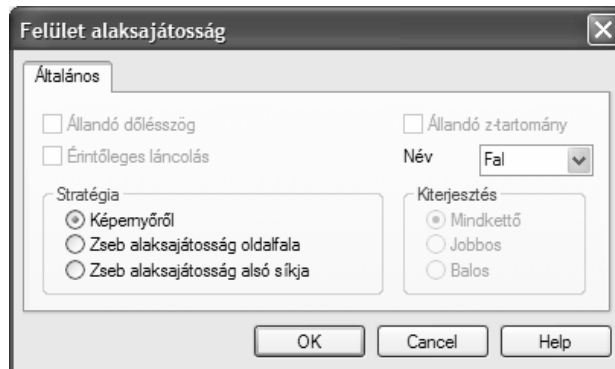 Felület alaksajátosság
Általános
Állandó dőlésszög
Állandó z-tartomány
Érintőleges láncolás
Név
Fal
Stratégia
Kiterjesztés
Képernyőről
Mindkettő
Zseb alaksajátosság oldalfala
Jobbos
Zseb alaksajátosság alsó síkja
Balos
OK
Cancel
Help